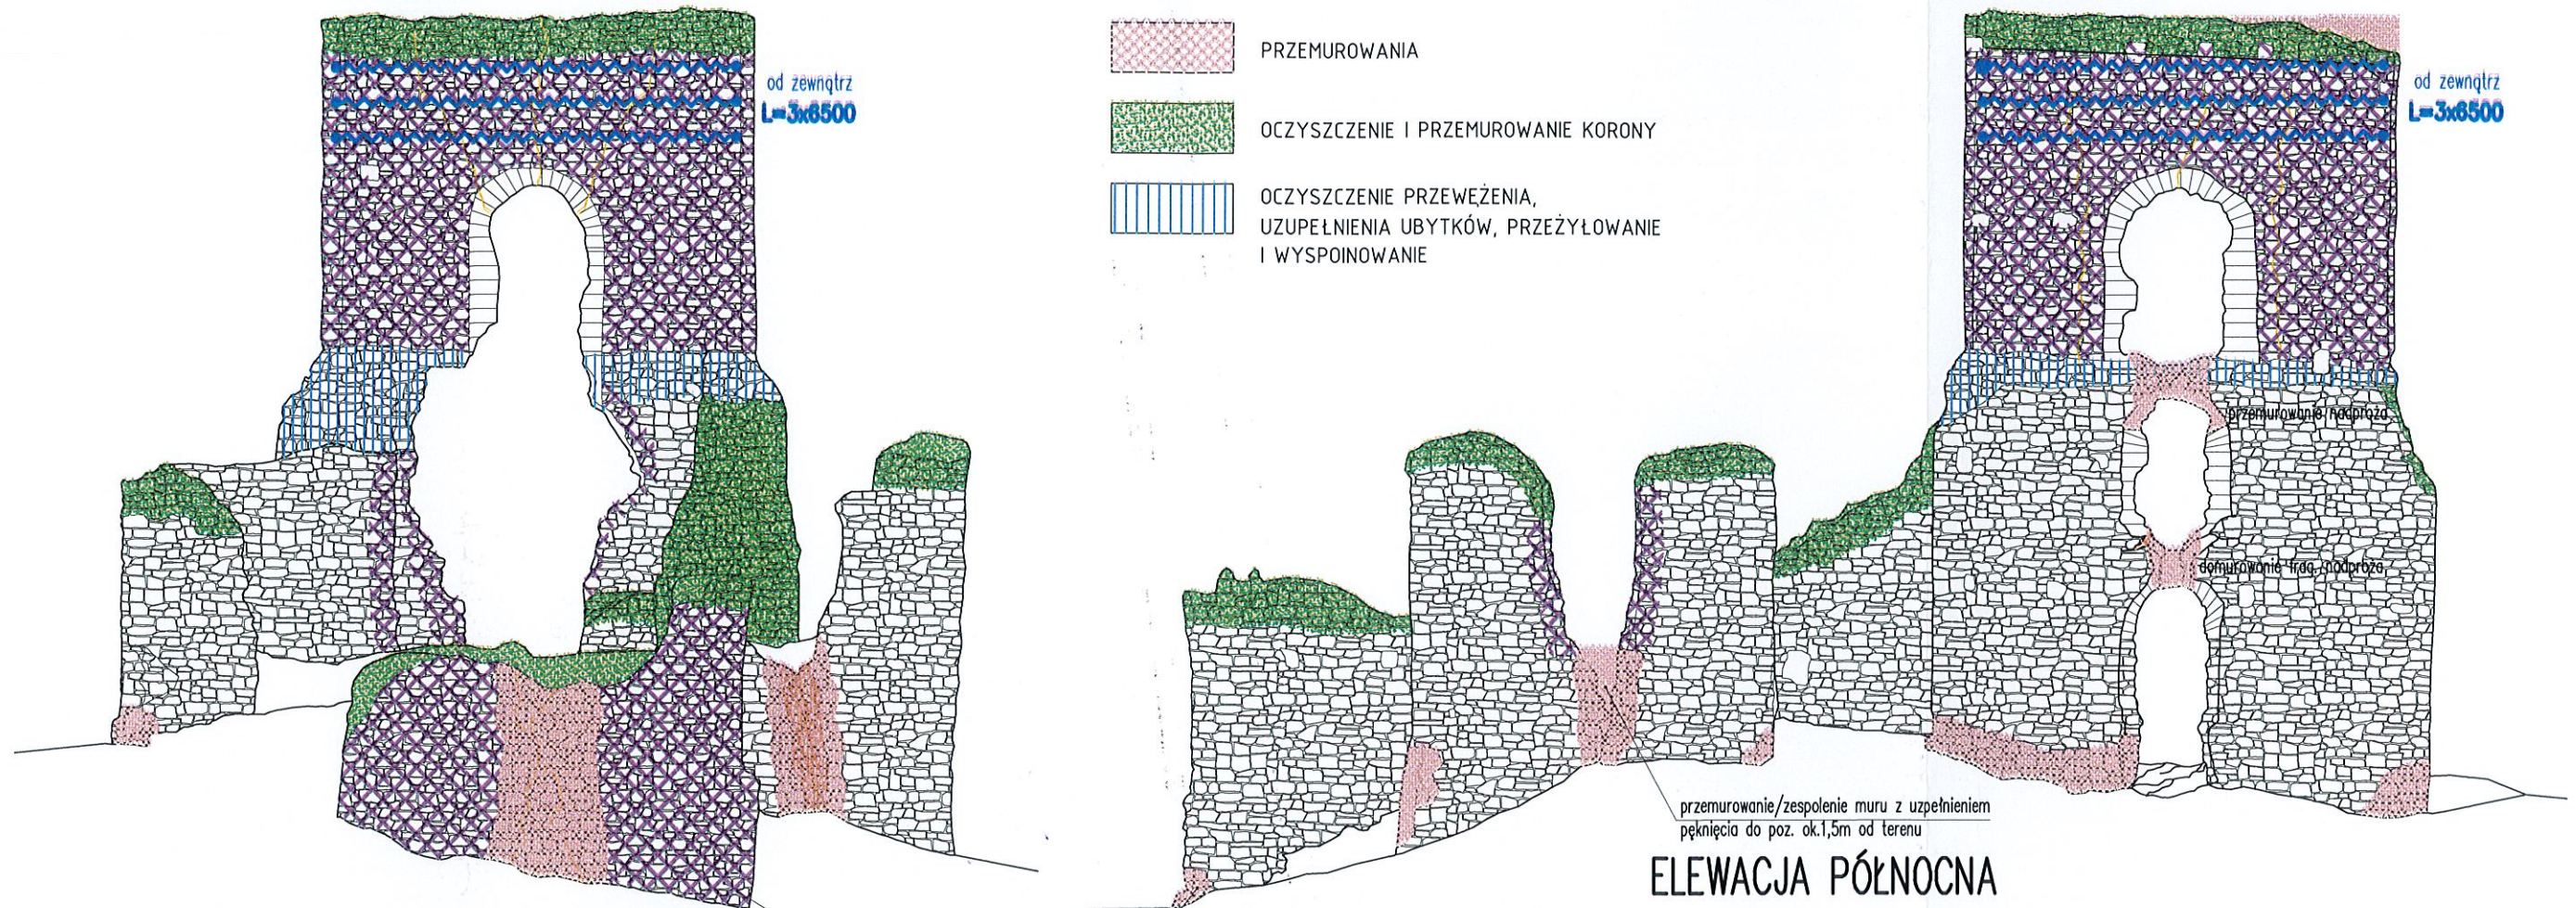 od zewnątrz
L=3x6500
PRZEMUROWANIA
OCZYSZCZENIE I PRZEMUROWANIE KORONY
OCZYSZCZENIE PRZEWĘŻENIA,
UZUPEŁNIENIA UBYTKÓW, PRZEŻYŁOWANIE
I WYSPOINOWANIE
od zewnątrz
L=3x6500
przemurowanie nadproża
domurowanie frag. nadproża
przemurowanie/zespolenie muru z uzpełnieniem
pęknięcia do poz. ok.1,5m od terenu
ELEWACJA PÓŁNOCNA